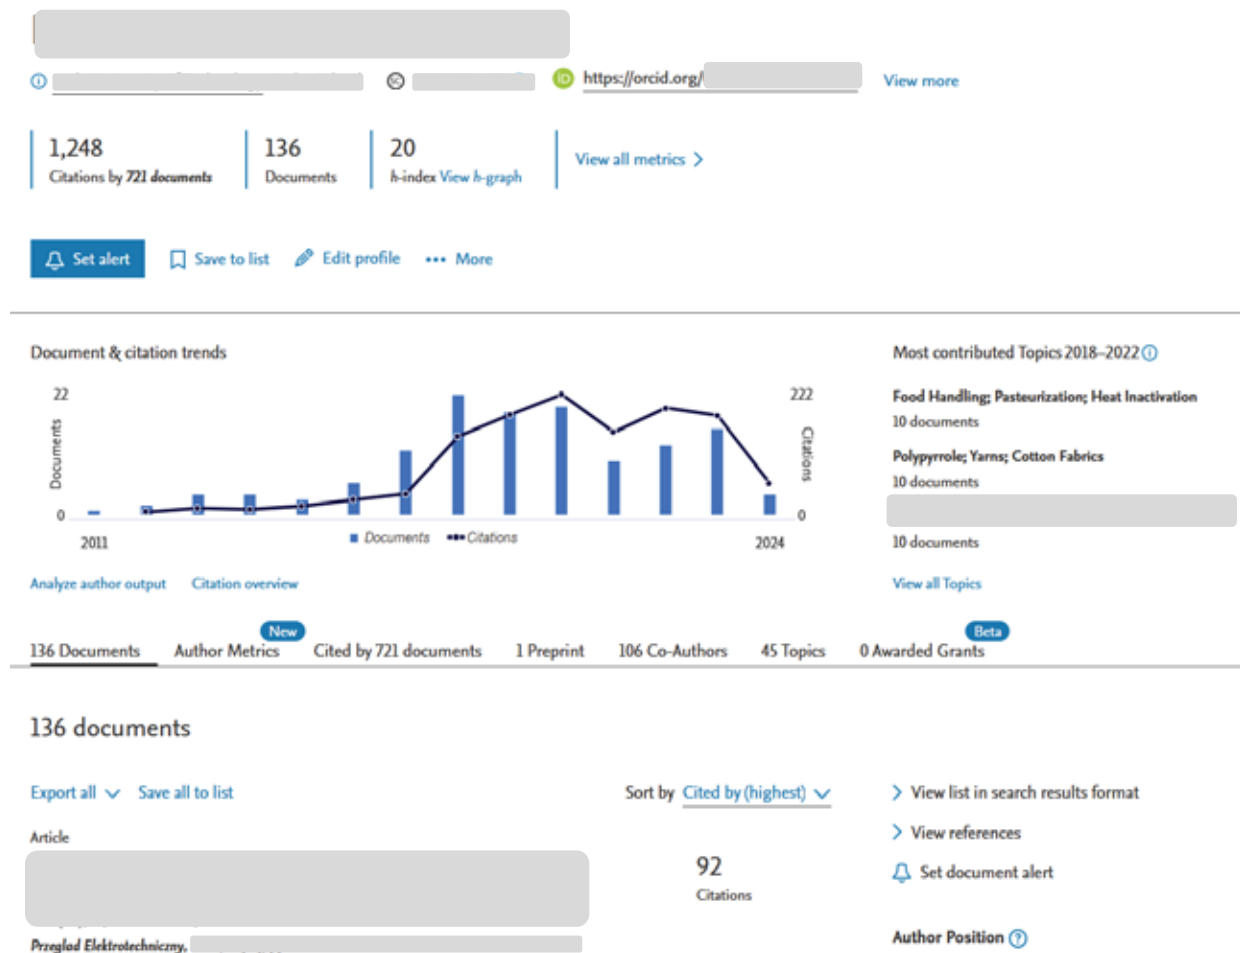 https://orcid.org/ View more
1,248 136 20 View all metrics
Citations by 721 documents Documents h-index View h-graph
Set alert Save to list Edit profile ••• More
Document & citation trends
22 222
Documents Citations
0 0
2011 2024
Documents Citations
Analyze author output Citation overview
Most contributed Topics 2018–2022
Food Handling; Pasteurization; Heat Inactivation
10 documents
Polypyrrole; Yarns; Cotton Fabrics
10 documents
10 documents
View all Topics
New Beta
136 Documents Author Metrics Cited by 721 documents 1 Preprint 106 Co-Authors 45 Topics 0 Awarded Grants
136 documents
Export all Save all to list Sort by Cited by (highest)
Article
92
Citations
Przeglad Elektrotechniczny,
View list in search results format
View references
Set document alert
Author Position